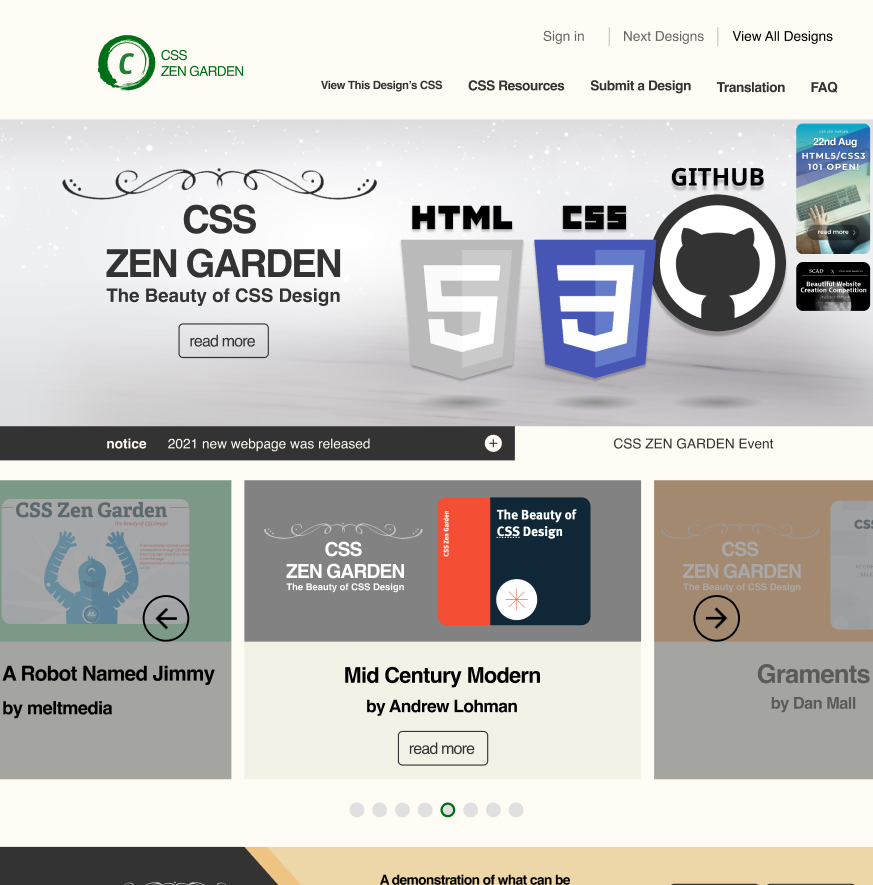 Sign in
Next Designs
View All Designs
C
CSS
ZEN GARDEN
View This Design's CSS
CSS Resources
Submit a Design
Translation
FAQ
CSS
ZEN GARDEN
The Beauty of CSS Design
read more
HTML
CSS
GITHUB
22nd Aug
HTML5/CSS3
101 OPEN!
read more
SCAD X
Beautiful Website
Creation Competition
notice
2021 new webpage was released
CSS ZEN GARDEN Event
CSS Zen Garden
The Beauty of CSS Design
A Robot Named Jimmy
by meltmedia
CSS
ZEN GARDEN
The Beauty of CSS Design
CSS Zen Garden
The Beauty of
CSS Design
Mid Century Modern
by Andrew Lohman
read more
CSS
ZEN GARDEN
The Beauty of CSS Design
CSS
Graments
by Dan Mall
A demonstration of what can be